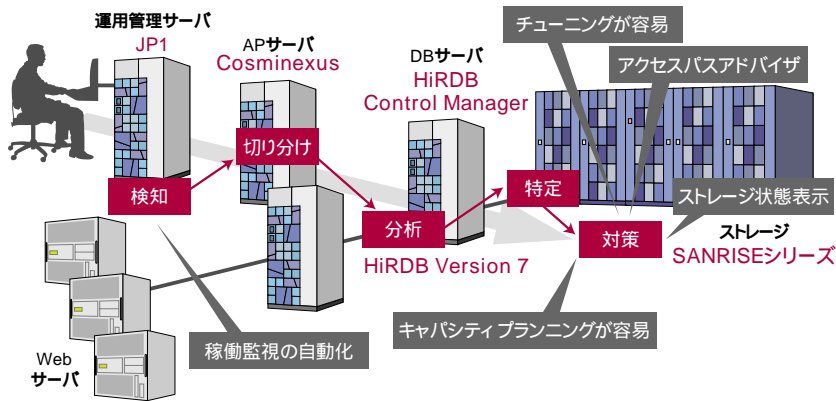 運用管理サーバ
JP1
APサーバ
Cosminexus
DBサーバ
HiRDB
Control Manager
チューニングが容易
アクセスパスアドバイザ
検知
切り分け
分析
特定
対策
ストレージ状態表示
ストレージ
SANRISEシリーズ
HiRDB Version 7
キャパシティプランニングが容易
稼働監視の自動化
Web
サーバ